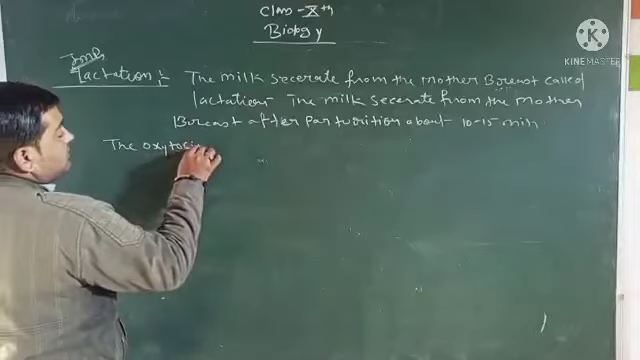 Class - Xth
Biology
Imp.
Lactation :- The milk secerate from the mother Breast called
lactation- The milk secerate from the mother
Breast after parturition about - 10-15 min.
The oxytoci
KINEMASTER